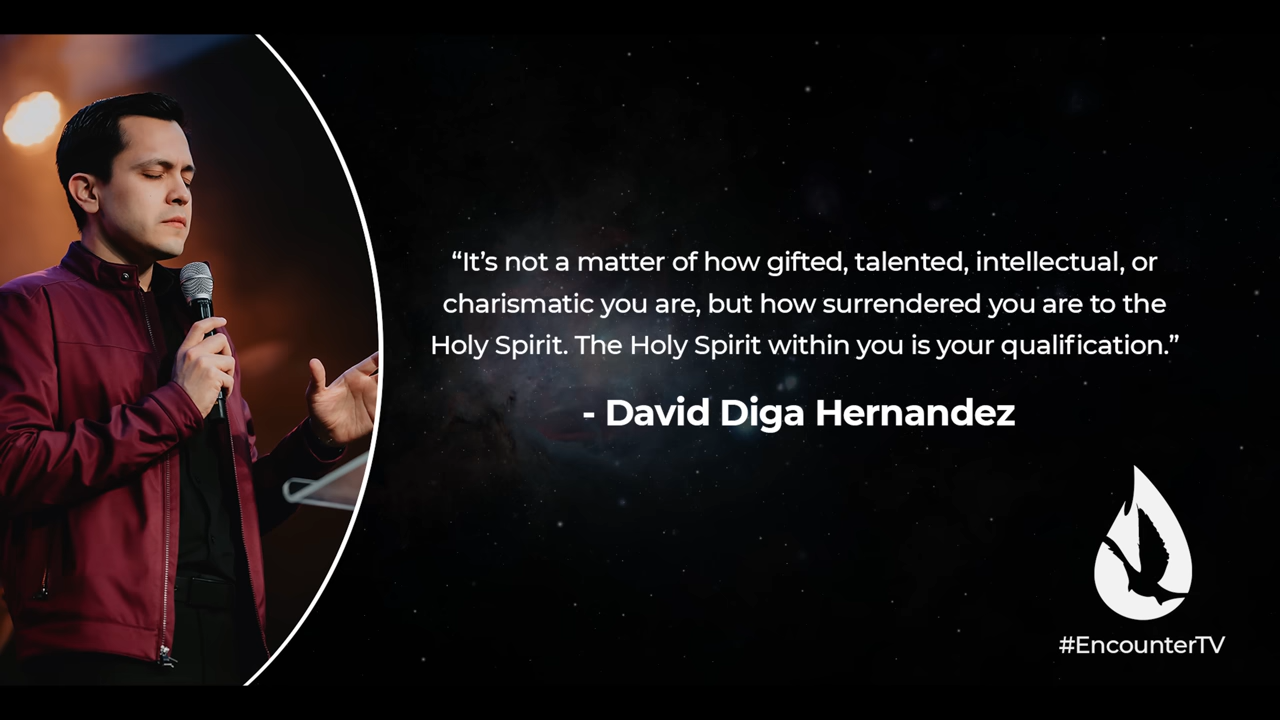 “It’s not a matter of how gifted, talented, intellectual, or
charismatic you are, but how surrendered you are to the
Holy Spirit. The Holy Spirit within you is your qualification.”
- David Diga Hernandez
#EncounterTV